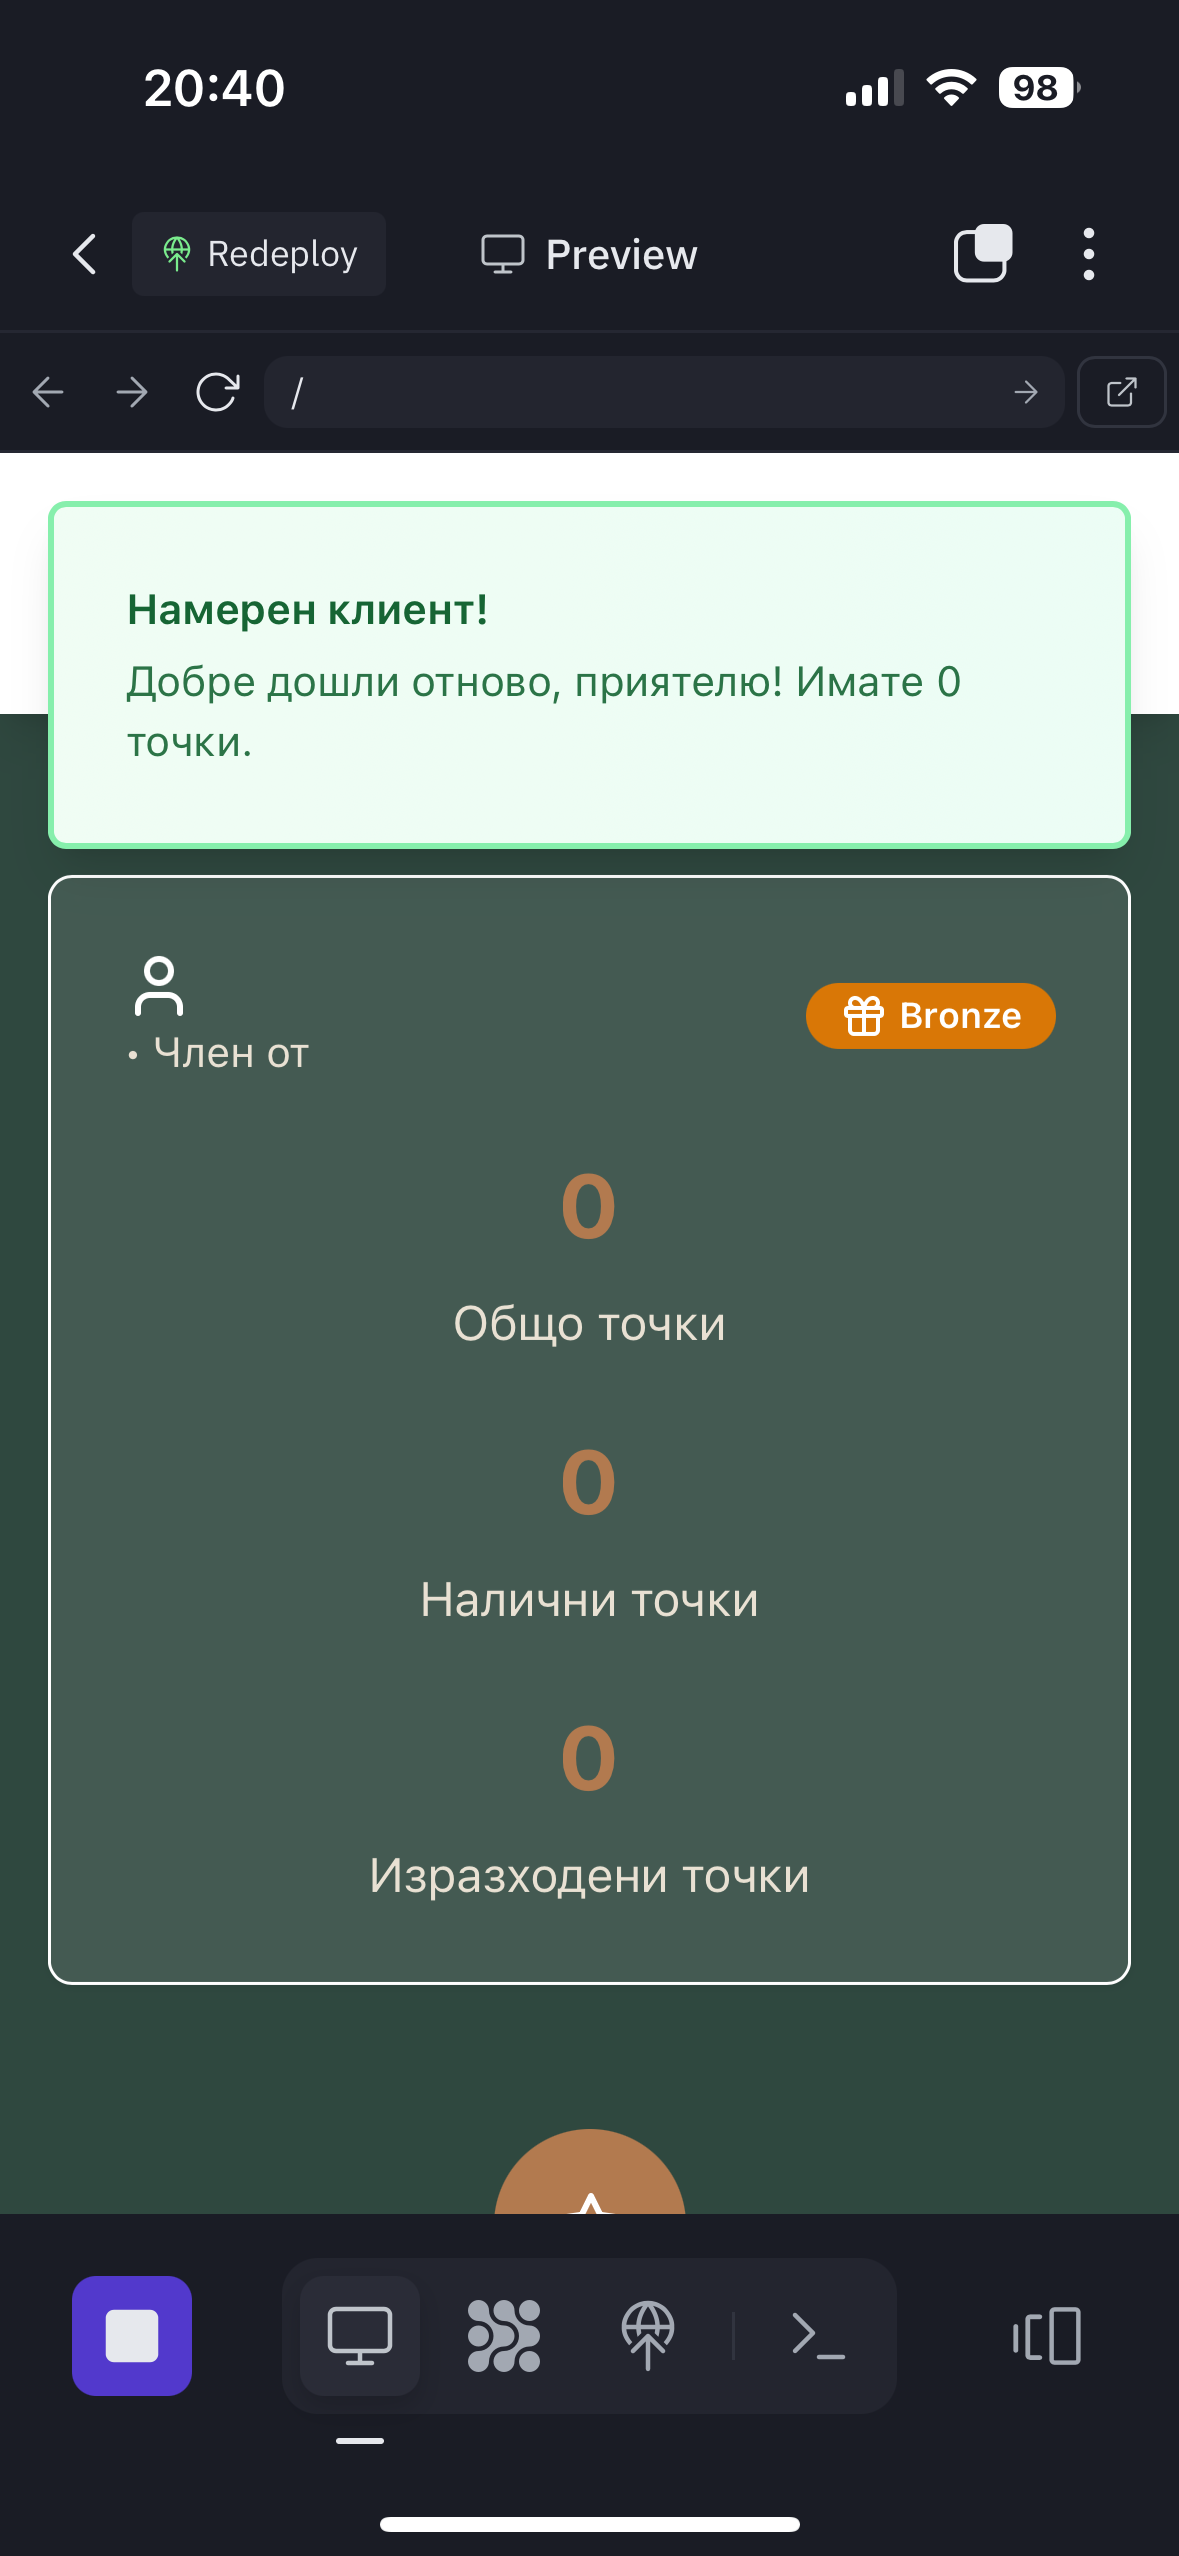 20:40
98
Redeploy
Preview
/
Намерен клиент!
Добре дошли отново, приятелю! Имате 0
точки.
• Член от
Bronze
0
Общо точки
0
Налични точки
0
Изразходени точки